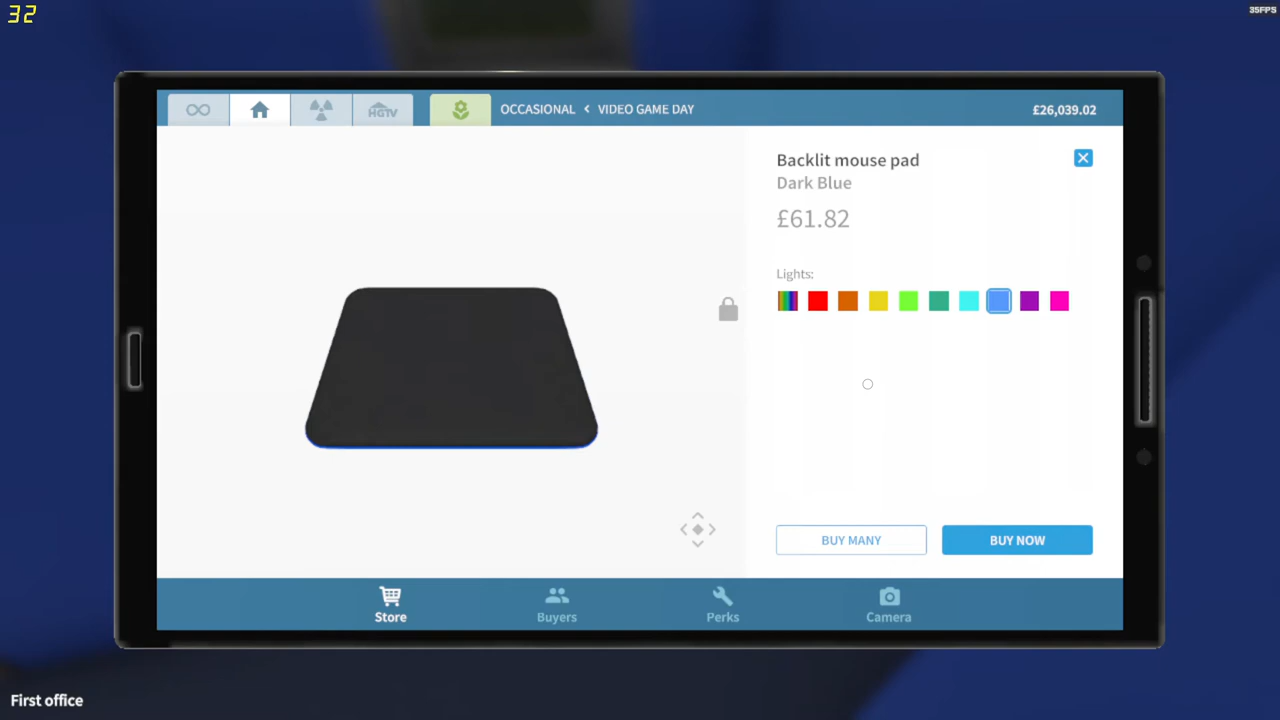 32
35FPS
HGTV
OCCASIONAL < VIDEO GAME DAY
£26,039.02
Backlit mouse pad
Dark Blue
£61.82
Lights:
BUY MANY
BUY NOW
Store
Buyers
Perks
Camera
First office